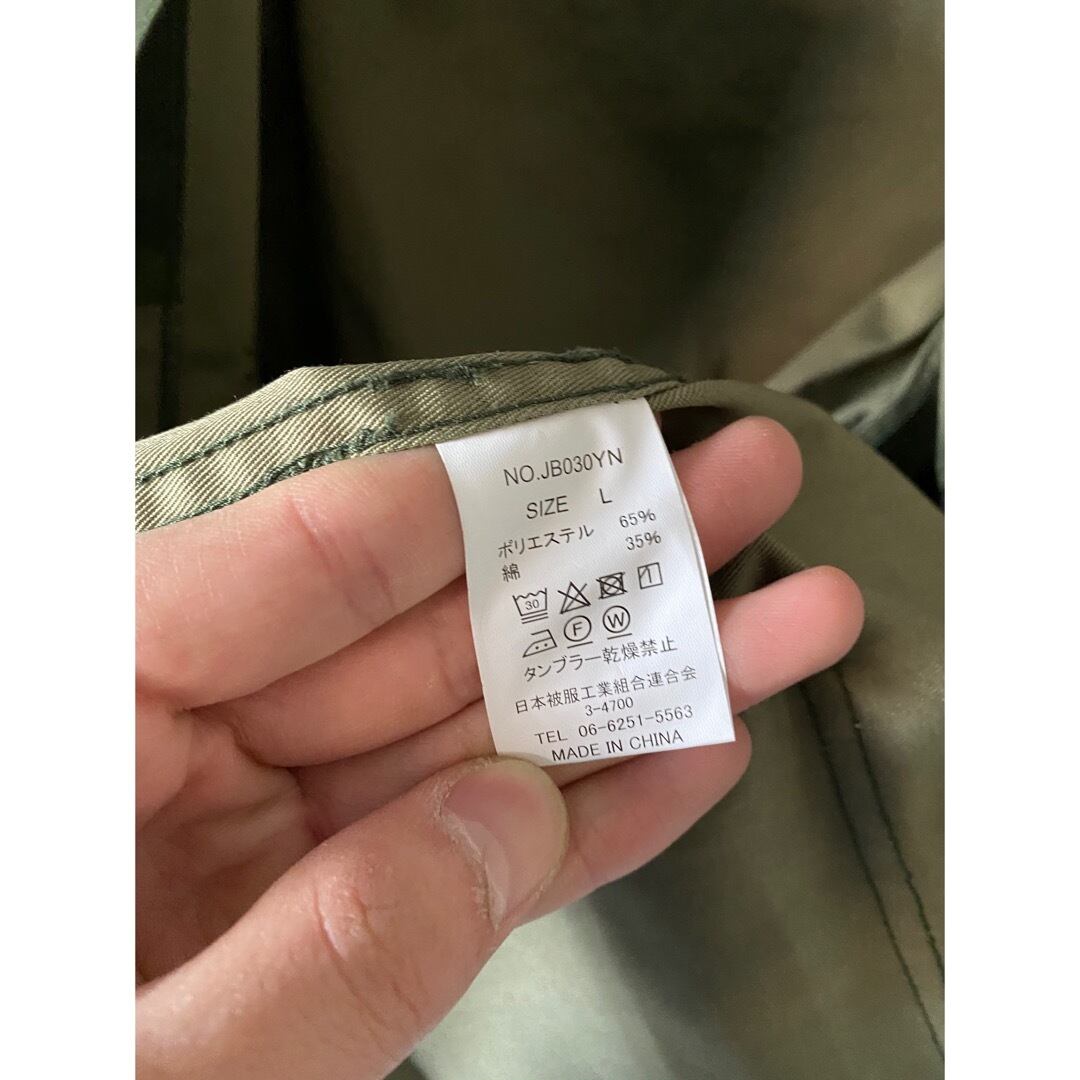 NO.JB030YN
SIZE L
ポリエステル 65%
綿 35%
30
F W
タンブラー乾燥禁止
日本被服工業組合連合会
3-4700
TEL 06-6251-5563
MADE IN CHINA